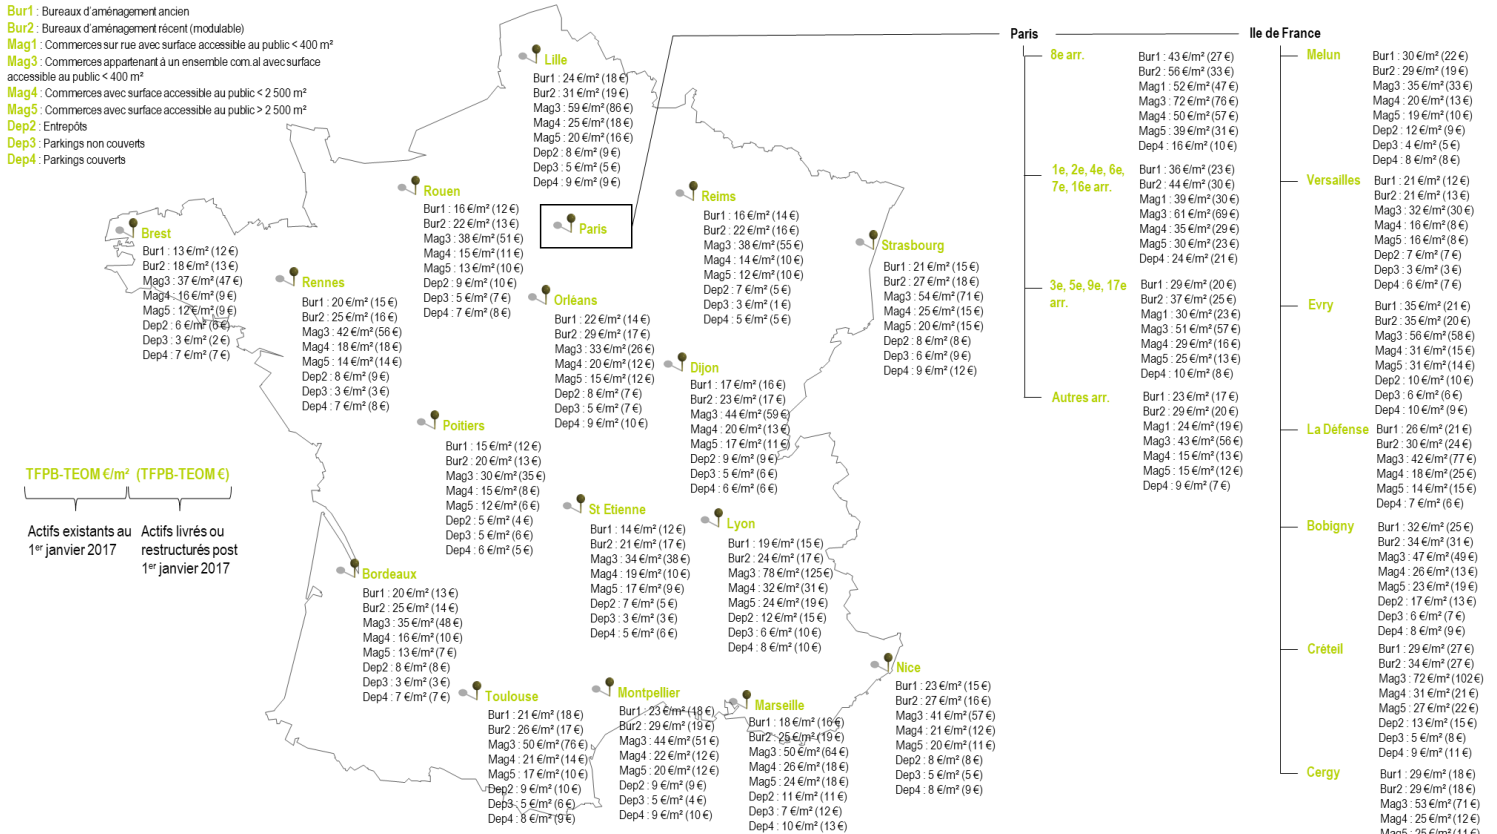 Bur1 : Bureaux d'aménagement ancien
Bur2 : Bureaux d'aménagement récent (modulable)
Mag1 : Commerces sur rue avec surface accessible au public < 400 m²
Mag3 : Commerces appartenant à un ensemble com.al avec surface
accessible au public < 400 m²
Mag4 : Commerces avec surface accessible au public < 2 500 m²
Mag5 : Commerces avec surface accessible au public > 2 500 m²
Dep2 : Entrepôts
Dep3 : Parkings non couverts
Dep4 : Parkings couverts
Lille
Bur1 : 24 €/m² (18 €)
Bur2 : 31 €/m² (19 €)
Mag3 : 59 €/m² (86 €)
Mag4 : 25 €/m² (18 €)
Mag5 : 20 €/m² (16 €)
Dep2 : 8 €/m² (9 €)
Dep3 : 5 €/m² (5 €)
Dep4 : 9 €/m² (9 €)
Rouen
Bur1 : 16 €/m² (12 €)
Bur2 : 22 €/m² (13 €)
Mag3 : 38 €/m² (51 €)
Mag4 : 15 €/m² (11 €)
Mag5 : 13 €/m² (10 €)
Dep2 : 9 €/m² (10 €)
Dep3 : 5 €/m² (7 €)
Dep4 : 7 €/m² (8 €)
Paris
Reims
Bur1 : 16 €/m² (14 €)
Bur2 : 22 €/m² (16 €)
Mag3 : 38 €/m² (55 €)
Mag4 : 14 €/m² (10 €)
Mag5 : 12 €/m² (10 €)
Dep2 : 7 €/m² (5 €)
Dep3 : 3 €/m² (1 €)
Dep4 : 5 €/m² (5 €)
Strasbourg
Bur1 : 21 €/m² (15 €)
Bur2 : 27 €/m² (18 €)
Mag3 : 54 €/m² (71 €)
Mag4 : 25 €/m² (15 €)
Mag5 : 20 €/m² (15 €)
Dep2 : 8 €/m² (8 €)
Dep3 : 6 €/m² (9 €)
Dep4 : 9 €/m² (12 €)
Brest
Bur1 : 13 €/m² (12 €)
Bur2 : 18 €/m² (13 €)
Mag3 : 37 €/m² (47 €)
Mag4 : 16 €/m² (9 €)
Mag5 : 12 €/m² (9 €)
Dep2 : 6 €/m² (6 €)
Dep3 : 3 €/m² (2 €)
Dep4 : 7 €/m² (7 €)
Rennes
Bur1 : 20 €/m² (15 €)
Bur2 : 25 €/m² (16 €)
Mag3 : 42 €/m² (56 €)
Mag4 : 18 €/m² (18 €)
Mag5 : 14 €/m² (14 €)
Dep2 : 8 €/m² (9 €)
Dep3 : 3 €/m² (3 €)
Dep4 : 7 €/m² (8 €)
Orléans
Bur1 : 22 €/m² (14 €)
Bur2 : 29 €/m² (17 €)
Mag3 : 33 €/m² (26 €)
Mag4 : 20 €/m² (12 €)
Mag5 : 15 €/m² (12 €)
Dep2 : 8 €/m² (7 €)
Dep3 : 5 €/m² (7 €)
Dep4 : 9 €/m² (10 €)
Dijon
Bur1 : 17 €/m² (16 €)
Bur2 : 23 €/m² (17 €)
Mag3 : 44 €/m² (59 €)
Mag4 : 20 €/m² (13 €)
Mag5 : 17 €/m² (11 €)
Dep2 : 9 €/m² (9 €)
Dep3 : 5 €/m² (6 €)
Dep4 : 6 €/m² (6 €)
Poitiers
Bur1 : 15 €/m² (12 €)
Bur2 : 20 €/m² (13 €)
Mag3 : 30 €/m² (35 €)
Mag4 : 15 €/m² (8 €)
Mag5 : 12 €/m² (6 €)
Dep2 : 5 €/m² (4 €)
Dep3 : 5 €/m² (6 €)
Dep4 : 6 €/m² (5 €)
TFPB-TEOM €/m² (TFPB-TEOM €)
Actifs existants au
1er janvier 2017
Actifs livrés ou
restructurés post
1er janvier 2017
St Etienne
Bur1 : 14 €/m² (12 €)
Bur2 : 21 €/m² (17 €)
Mag3 : 34 €/m² (38 €)
Mag4 : 19 €/m² (10 €)
Mag5 : 17 €/m² (9 €)
Dep2 : 7 €/m² (5 €)
Dep3 : 3 €/m² (3 €)
Dep4 : 5 €/m² (6 €)
Lyon
Bur1 : 19 €/m² (15 €)
Bur2 : 24 €/m² (17 €)
Mag3 : 78 €/m² (125 €)
Mag4 : 32 €/m² (31 €)
Mag5 : 24 €/m² (19 €)
Dep2 : 12 €/m² (15 €)
Dep3 : 6 €/m² (10 €)
Dep4 : 8 €/m² (10 €)
Bordeaux
Bur1 : 20 €/m² (13 €)
Bur2 : 25 €/m² (14 €)
Mag3 : 35 €/m² (48 €)
Mag4 : 16 €/m² (10 €)
Mag5 : 13 €/m² (7 €)
Dep2 : 8 €/m² (8 €)
Dep3 : 3 €/m² (3 €)
Dep4 : 7 €/m² (7 €)
Toulouse
Bur1 : 21 €/m² (18 €)
Bur2 : 26 €/m² (17 €)
Mag3 : 50 €/m² (76 €)
Mag4 : 21 €/m² (14 €)
Mag5 : 17 €/m² (10 €)
Dep2 : 9 €/m² (10 €)
Dep3 : 5 €/m² (6 €)
Dep4 : 8 €/m² (9 €)
Montpellier
Bur1 : 23 €/m² (18 €)
Bur2 : 29 €/m² (19 €)
Mag3 : 44 €/m² (51 €)
Mag4 : 22 €/m² (12 €)
Mag5 : 20 €/m² (12 €)
Dep2 : 9 €/m² (9 €)
Dep3 : 5 €/m² (4 €)
Dep4 : 9 €/m² (10 €)
Marseille
Bur1 : 18 €/m² (16 €)
Bur2 : 25 €/m² (19 €)
Mag3 : 50 €/m² (64 €)
Mag4 : 26 €/m² (18 €)
Mag5 : 24 €/m² (18 €)
Dep2 : 11 €/m² (11 €)
Dep3 : 7 €/m² (12 €)
Dep4 : 10 €/m² (13 €)
Nice
Bur1 : 23 €/m² (15 €)
Bur2 : 27 €/m² (16 €)
Mag3 : 41 €/m² (57 €)
Mag4 : 21 €/m² (12 €)
Mag5 : 20 €/m² (11 €)
Dep2 : 8 €/m² (8 €)
Dep3 : 5 €/m² (5 €)
Dep4 : 8 €/m² (9 €)
Paris
8e arr.
Bur1 : 43 €/m² (27 €)
Bur2 : 56 €/m² (33 €)
Mag1 : 52 €/m² (47 €)
Mag3 : 72 €/m² (76 €)
Mag4 : 50 €/m² (57 €)
Mag5 : 39 €/m² (31 €)
Dep4 : 16 €/m² (10 €)
1e, 2e, 4e, 6e,
7e, 16e arr.
Bur1 : 36 €/m² (23 €)
Bur2 : 44 €/m² (30 €)
Mag1 : 39 €/m² (30 €)
Mag3 : 61 €/m² (69 €)
Mag4 : 35 €/m² (29 €)
Mag5 : 30 €/m² (23 €)
Dep4 : 24 €/m² (21 €)
3e, 5e, 9e, 17e
arr.
Bur1 : 29 €/m² (20 €)
Bur2 : 37 €/m² (25 €)
Mag1 : 30 €/m² (23 €)
Mag3 : 51 €/m² (57 €)
Mag4 : 29 €/m² (16 €)
Mag5 : 25 €/m² (13 €)
Dep4 : 10 €/m² (8 €)
Autres arr.
Bur1 : 23 €/m² (17 €)
Bur2 : 29 €/m² (20 €)
Mag1 : 24 €/m² (19 €)
Mag3 : 43 €/m² (56 €)
Mag4 : 15 €/m² (13 €)
Mag5 : 15 €/m² (12 €)
Dep4 : 9 €/m² (7 €)
Ile de France
Melun
Bur1 : 30 €/m² (22 €)
Bur2 : 29 €/m² (19 €)
Mag3 : 35 €/m² (33 €)
Mag4 : 20 €/m² (13 €)
Mag5 : 19 €/m² (10 €)
Dep2 : 12 €/m² (9 €)
Dep3 : 4 €/m² (5 €)
Dep4 : 8 €/m² (8 €)
Versailles
Bur1 : 21 €/m² (12 €)
Bur2 : 21 €/m² (13 €)
Mag3 : 32 €/m² (30 €)
Mag4 : 16 €/m² (8 €)
Mag5 : 16 €/m² (8 €)
Dep2 : 7 €/m² (7 €)
Dep3 : 3 €/m² (3 €)
Dep4 : 6 €/m² (7 €)
Evry
Bur1 : 35 €/m² (21 €)
Bur2 : 35 €/m² (20 €)
Mag3 : 56 €/m² (58 €)
Mag4 : 31 €/m² (15 €)
Mag5 : 31 €/m² (14 €)
Dep2 : 10 €/m² (10 €)
Dep3 : 6 €/m² (6 €)
Dep4 : 10 €/m² (9 €)
La Défense
Bur1 : 26 €/m² (21 €)
Bur2 : 30 €/m² (24 €)
Mag3 : 42 €/m² (77 €)
Mag4 : 18 €/m² (25 €)
Mag5 : 14 €/m² (15 €)
Dep4 : 7 €/m² (6 €)
Bobigny
Bur1 : 32 €/m² (25 €)
Bur2 : 34 €/m² (31 €)
Mag3 : 47 €/m² (49 €)
Mag4 : 26 €/m² (13 €)
Mag5 : 23 €/m² (19 €)
Dep2 : 17 €/m² (13 €)
Dep3 : 6 €/m² (7 €)
Dep4 : 8 €/m² (9 €)
Créteil
Bur1 : 29 €/m² (27 €)
Bur2 : 34 €/m² (27 €)
Mag3 : 72 €/m² (102 €)
Mag4 : 31 €/m² (21 €)
Mag5 : 27 €/m² (22 €)
Dep2 : 13 €/m² (15 €)
Dep3 : 5 €/m² (8 €)
Dep4 : 9 €/m² (11 €)
Cergy
Bur1 : 29 €/m² (18 €)
Bur2 : 29 €/m² (18 €)
Mag3 : 53 €/m² (71 €)
Mag4 : 25 €/m² (12 €)
Mag5 : 25 €/m² (11 €)